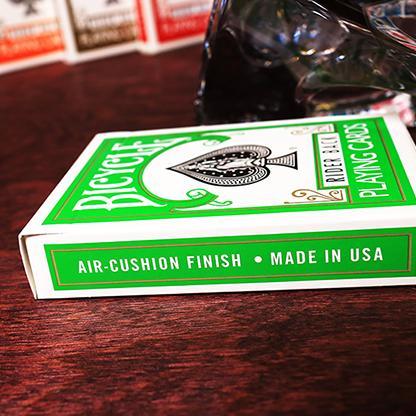 BICYCLE
RIDER BACK
PLAYING CARDS
AIR-CUSHION FINISH • MADE IN USA